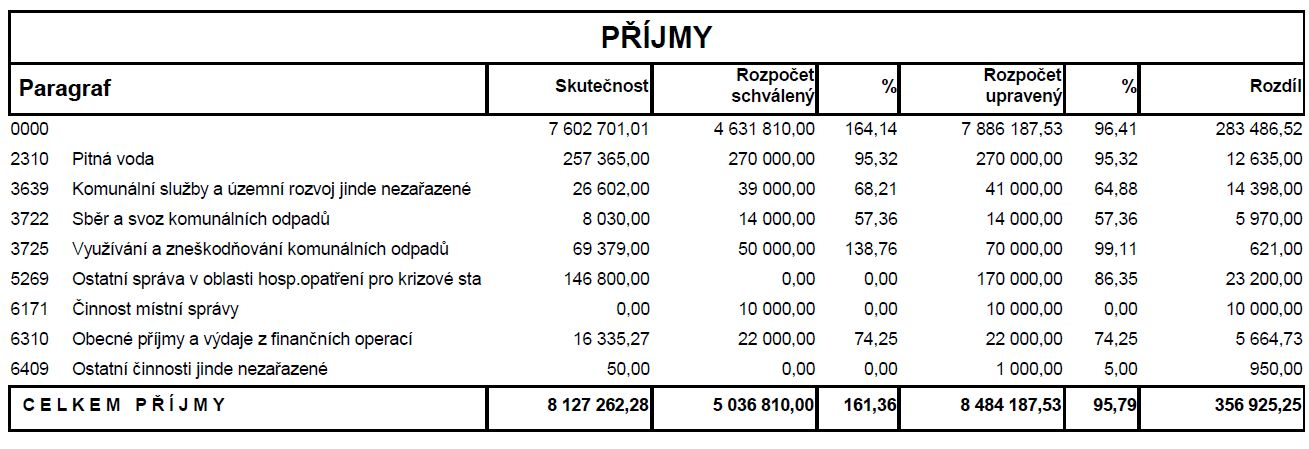 PŘÍJMY
Paragraf Skutečnost Rozpočet schválený % Rozpočet upravený % Rozdíl
0000 7 602 701,01 4 631 810,00 164,14 7 886 187,53 96,41 283 486,52
2310 Pitná voda 257 365,00 270 000,00 95,32 270 000,00 95,32 12 635,00
3639 Komunální služby a územní rozvoj jinde nezařazené 26 602,00 39 000,00 68,21 41 000,00 64,88 14 398,00
3722 Sběr a svoz komunálních odpadů 8 030,00 14 000,00 57,36 14 000,00 57,36 5 970,00
3725 Využívání a zneškodňování komunálních odpadů 69 379,00 50 000,00 138,76 70 000,00 99,11 621,00
5269 Ostatní správa v oblasti hosp.opatření pro krizové sta 146 800,00 0,00 0,00 170 000,00 86,35 23 200,00
6171 Činnost místní správy 0,00 10 000,00 0,00 10 000,00 0,00 10 000,00
6310 Obecné příjmy a výdaje z finančních operací 16 335,27 22 000,00 74,25 22 000,00 74,25 5 664,73
6409 Ostatní činnosti jinde nezařazené 50,00 0,00 0,00 1 000,00 5,00 950,00
CELKEM PŘÍJMY 8 127 262,28 5 036 810,00 161,36 8 484 187,53 95,79 356 925,25